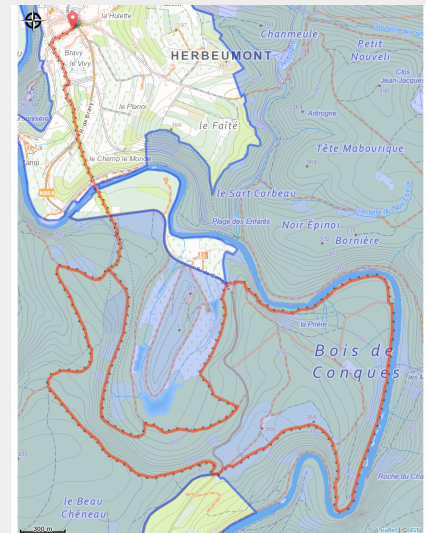 la Hulette
Chanmeule
Petit
Nouveli
Bravy
le Vivy
HERBEUMONT
Clos
Jean-Jacques
le Planoi
Antrogne
le Faîté
Tête Mabourique
le Champ le Monde
le Sart Corbeau
Plage des Enfants
Noir Épinoi
Bornière
la Prière
Bois de
Conques
Roche du Cha
le Beau
Chêneau
300 m
Leaflet | © IGN